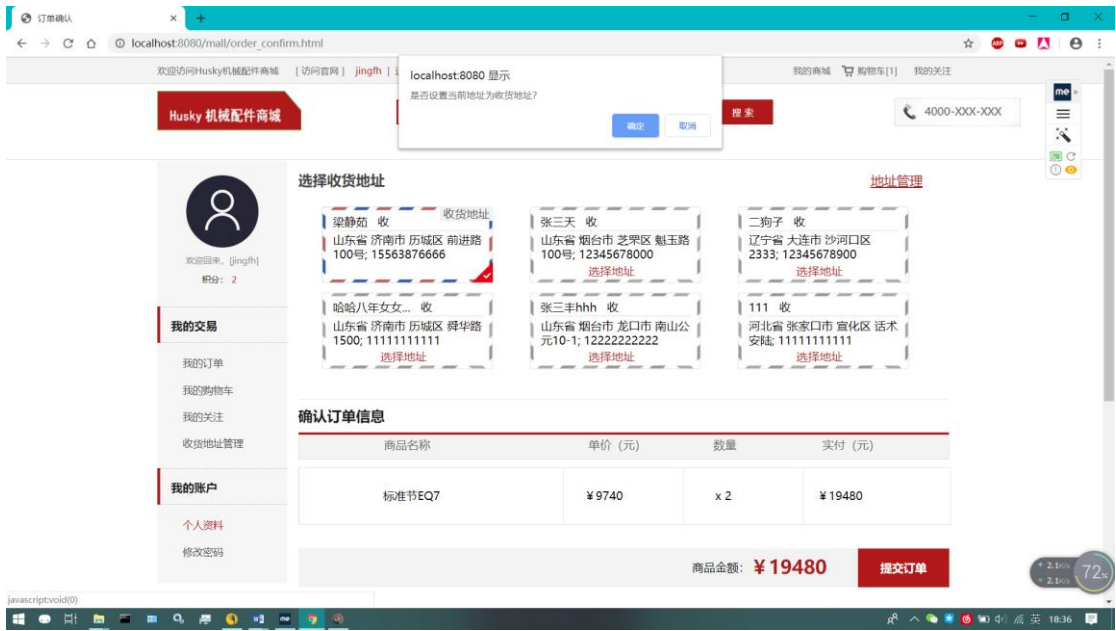 订单确认
localhost:8080/mall/order_confirm.html
欢迎访问Husky机械配件商城 [ 访问官网 ] jingfh |
我的商城 购物车[1] 我的关注
localhost:8080 显示
是否设置当前地址为收货地址?
确定 取消
Husky 机械配件商城
搜 索
4000-XXX-XXX
me
选择收货地址
地址管理
欢迎回来, [jingfh]
积分: 2
梁静茹 收 收货地址
山东省 济南市 历城区 前进路
100号; 15563876666
张三天 收
山东省 烟台市 芝罘区 魁玉路
100号; 12345678000
选择地址
二狗子 收
辽宁省 大连市 沙河口区
2333; 12345678900
选择地址
哈哈八年女女... 收
山东省 济南市 历城区 舜华路
1500; 11111111111
选择地址
张三丰hhh 收
山东省 烟台市 龙口市 南山公
元10-1; 12222222222
选择地址
111 收
河北省 张家口市 宣化区 话术
安陆; 11111111111
选择地址
我的交易
我的订单
我的购物车
我的关注
收货地址管理
我的账户
个人资料
修改密码
确认订单信息
商品名称 单价 (元) 数量 实付 (元)
标准节EQ7 ¥ 9740 x 2 ¥ 19480
商品金额: ¥ 19480 提交订单
72%
javascript:void(0)
英 18:36